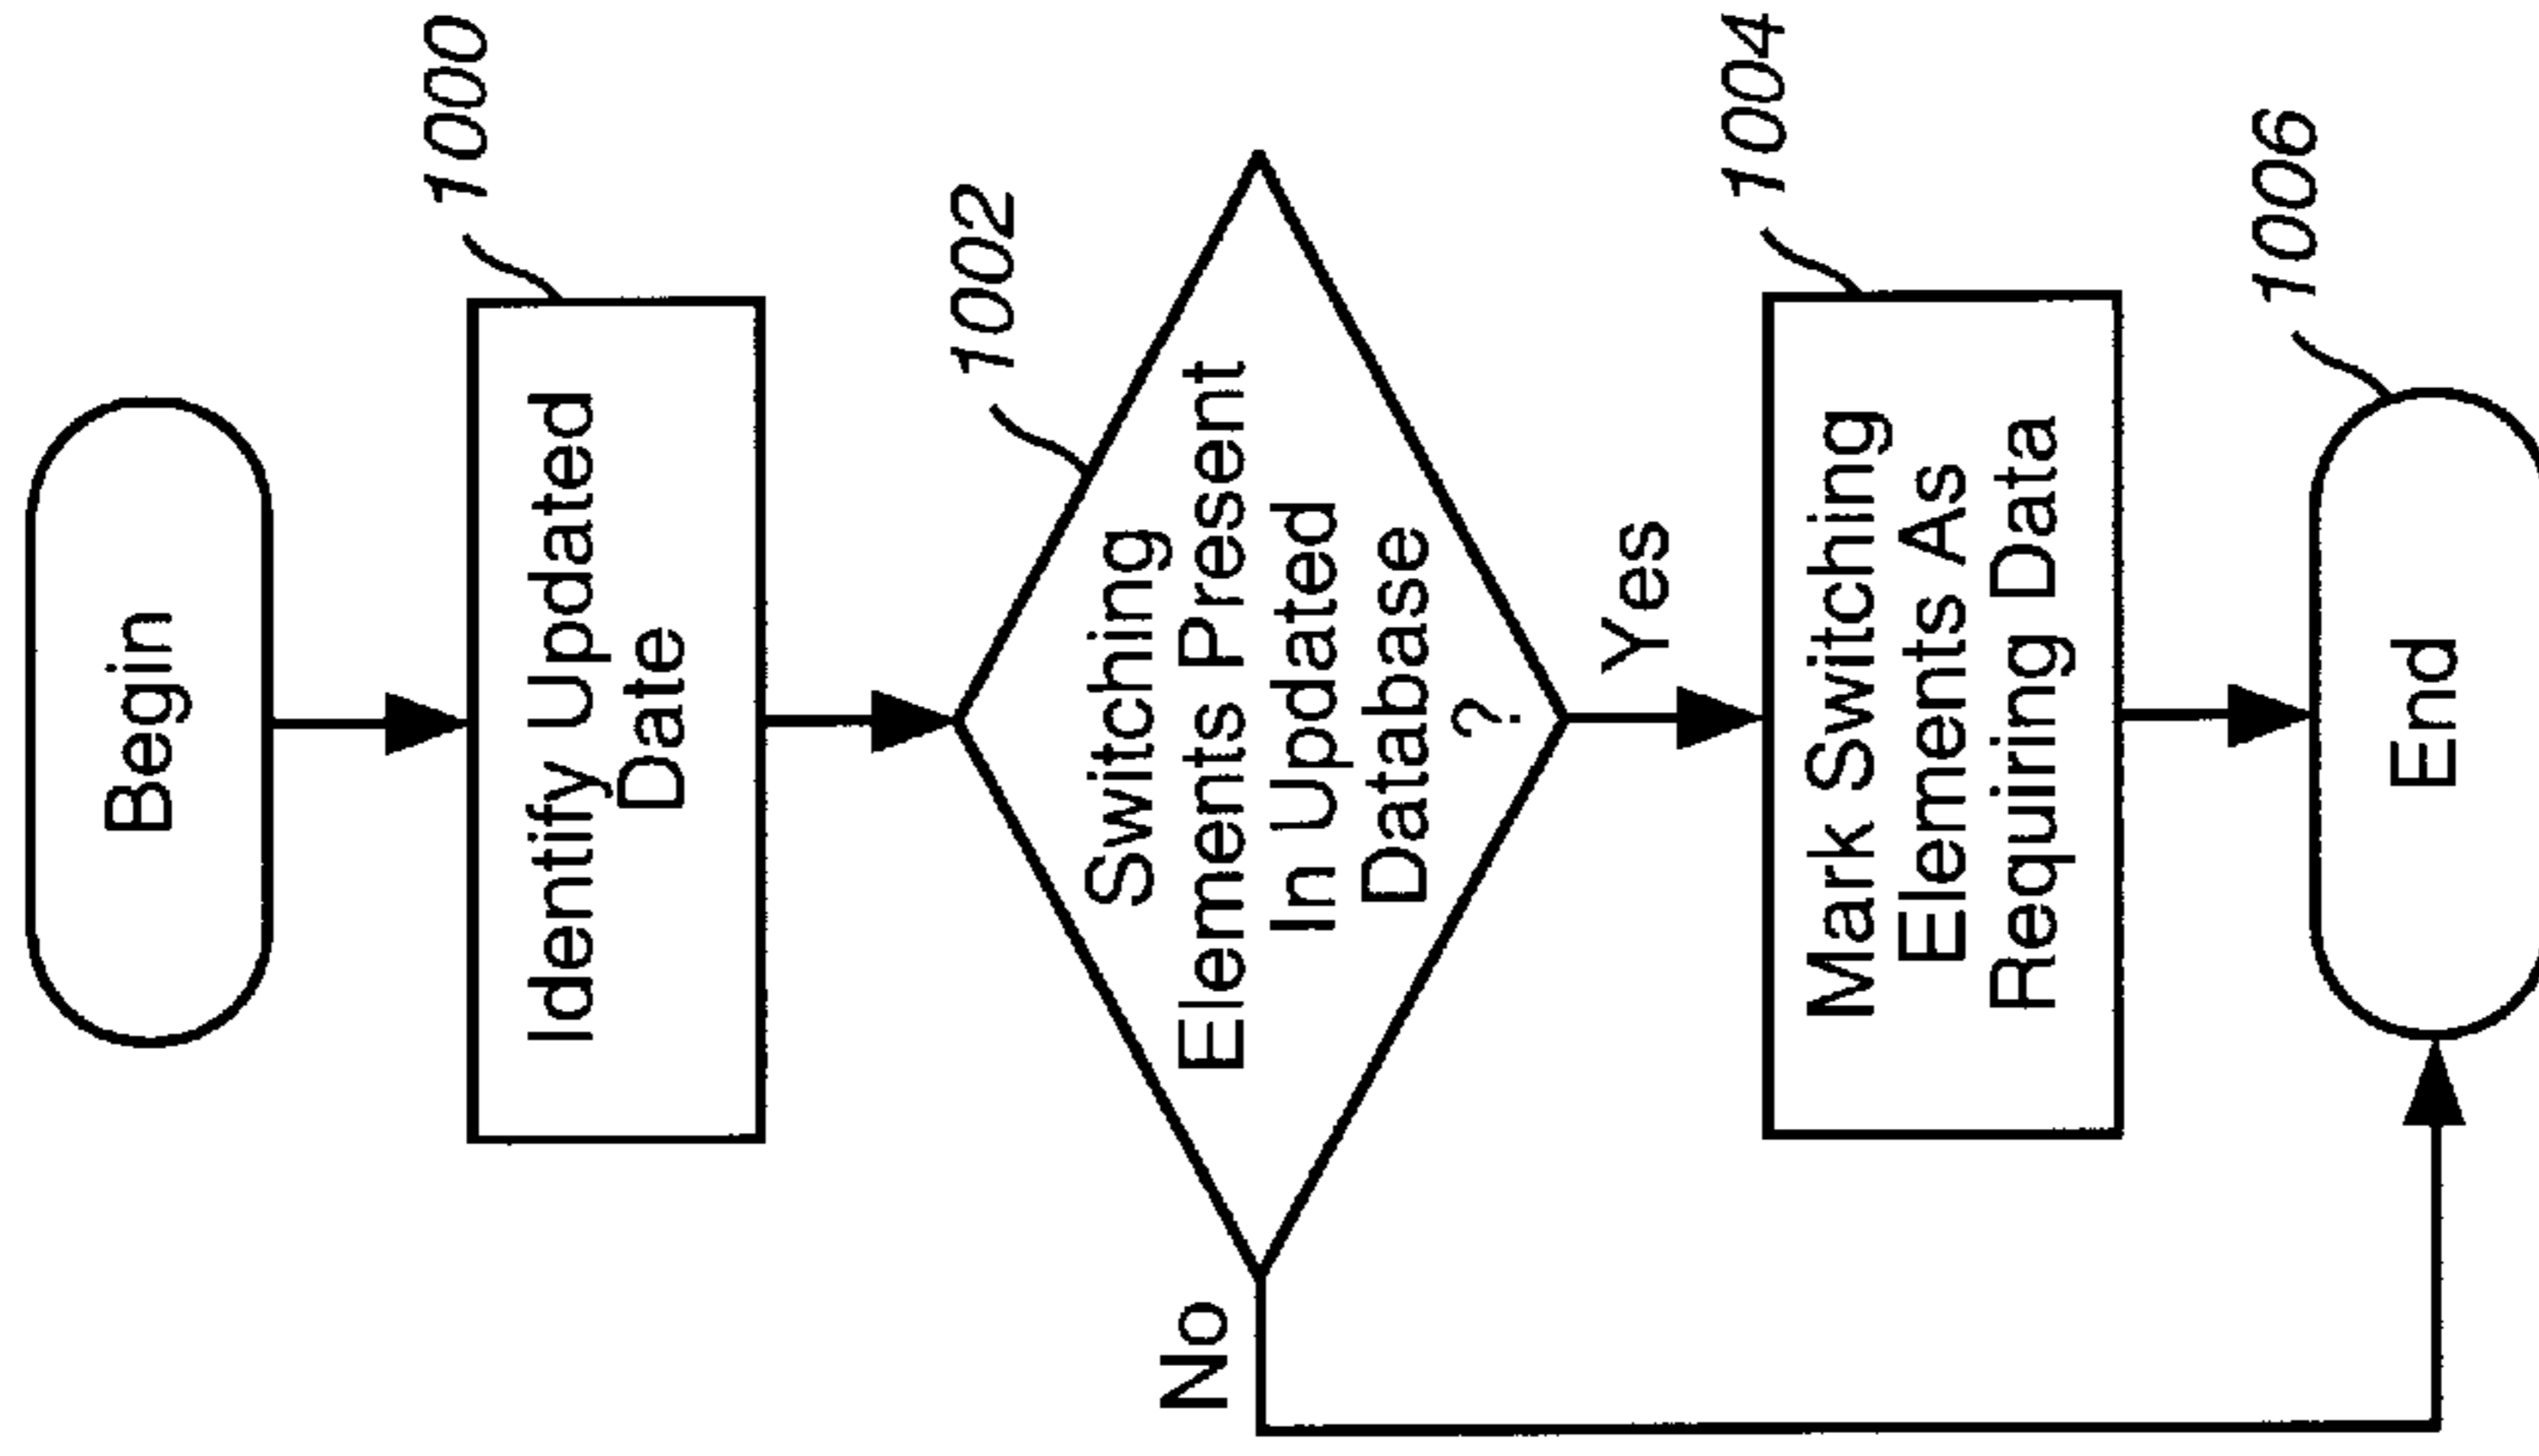 Begin
1000
Identify Updated
Date
1002
Switching
Elements Present
In Updated
Database
?
No
Yes
1004
Mark Switching
Elements As
Requiring Data
1006
End